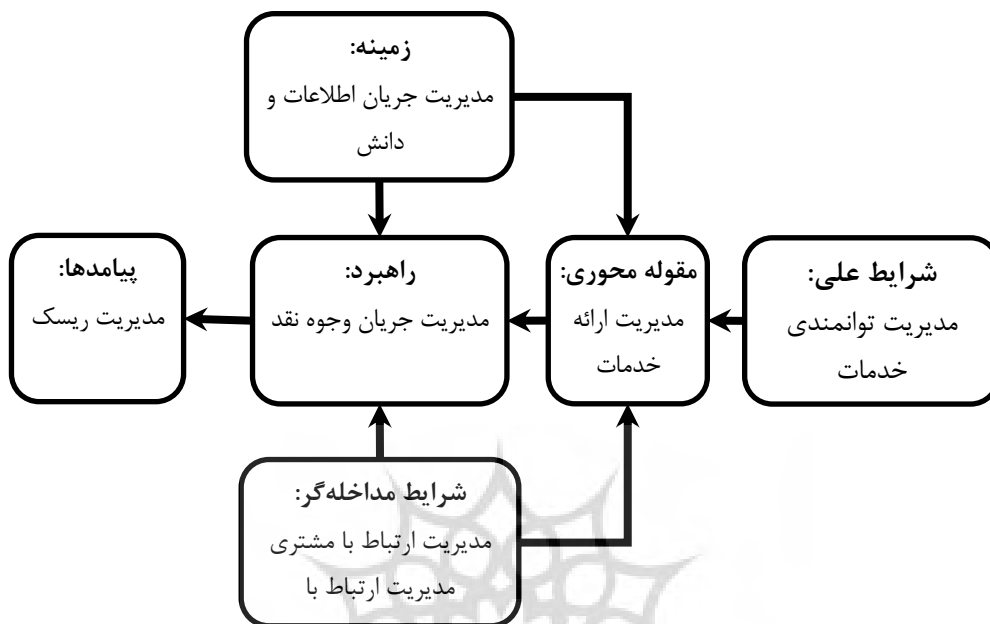 زمینه:
مدیریت جریان اطلاعات و
دانش
شرایط علی:
مدیریت توانمندی
خدمات
مقوله محوری:
مدیریت ارائه
خدمات
راهبرد:
مدیریت جریان وجوه نقد
پیامدها:
مدیریت ریسک
شرایط مداخله‌گر:
مدیریت ارتباط با مشتری
مدیریت ارتباط با